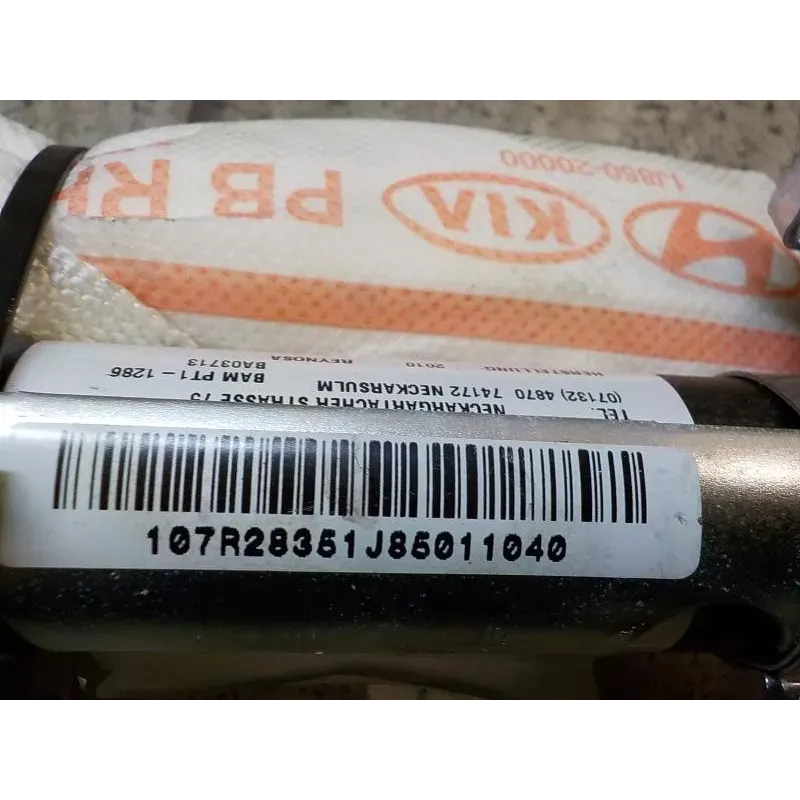 1J850-20000
PB RH
KIA
TEL.:
NECKARGARTACHER STRASSE 75
(07132) 4870 74172 NECKARSULM
BAM PT1-1286
HERSTELLUNG: 2010 REYNOSA
BA03713
107R28351J85011040